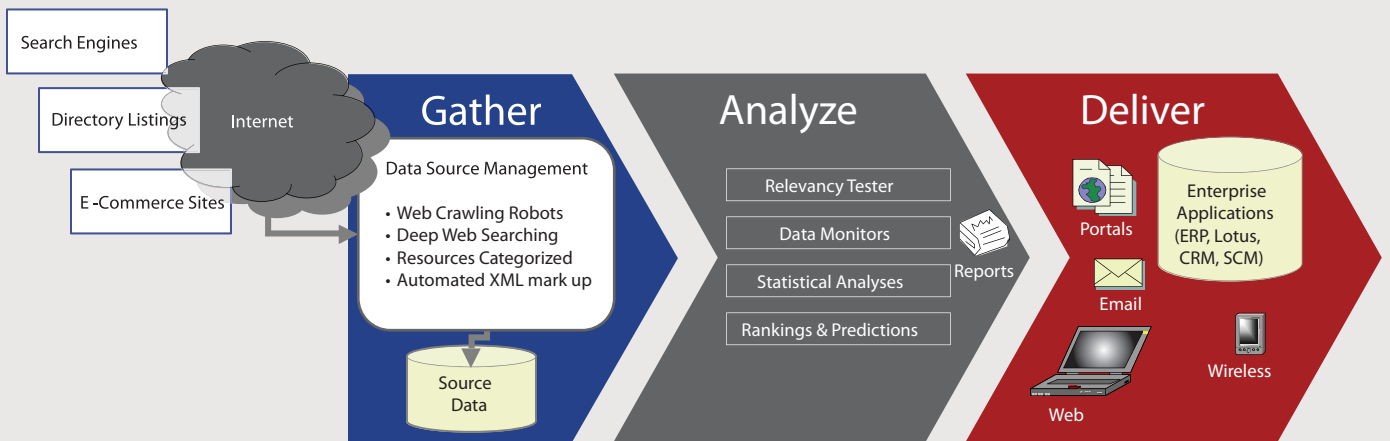 Search Engines
Directory Listings
E-Commerce Sites
Internet
Gather
Data Source Management
• Web Crawling Robots
• Deep Web Searching
• Resources Categorized
• Automated XML mark up
Source
Data
Analyze
Relevancy Tester
Data Monitors
Statistical Analyses
Rankings & Predictions
Reports
Deliver
Portals
Enterprise
Applications
(ERP, Lotus,
CRM, SCM)
Email
Web
Wireless